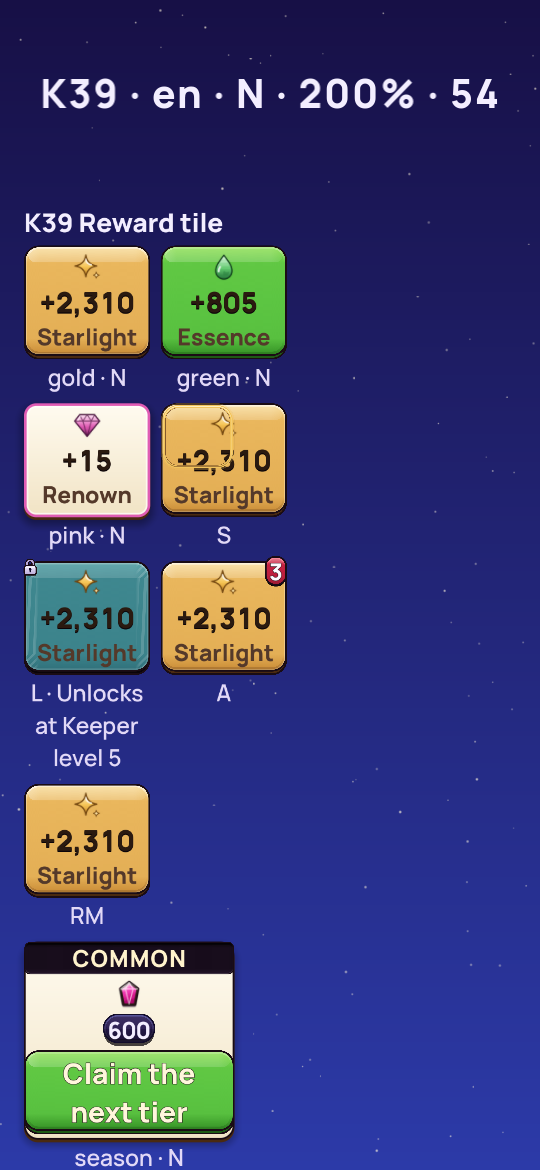 K39 · en · N · 200% · 54
K39 Reward tile
+2,310
Starlight
gold · N
+805
Essence
green · N
+15
Renown
pink · N
+2,310
Starlight
S
+2,310
Starlight
L · Unlocks
at Keeper
level 5
3
+2,310
Starlight
A
+2,310
Starlight
RM
COMMON
600
Claim the
next tier
season · N